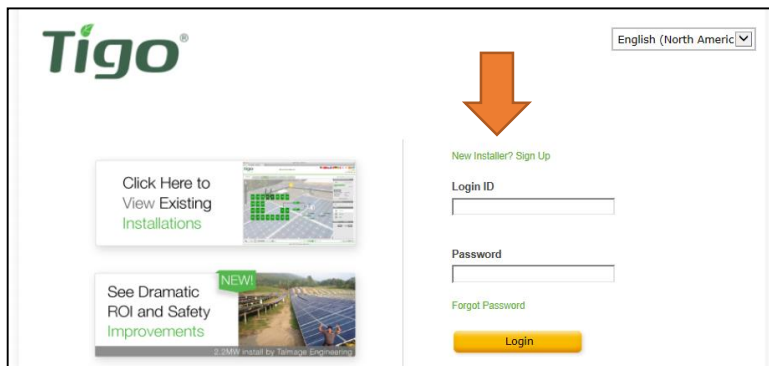 Tigo®
English (North Americ
New Installer? Sign Up
Login ID
Password
Forgot Password
Login
Click Here to
View Existing
Installations
NEW!
See Dramatic
ROI and Safety
Improvements
2.2MW install by Talmage Engineering